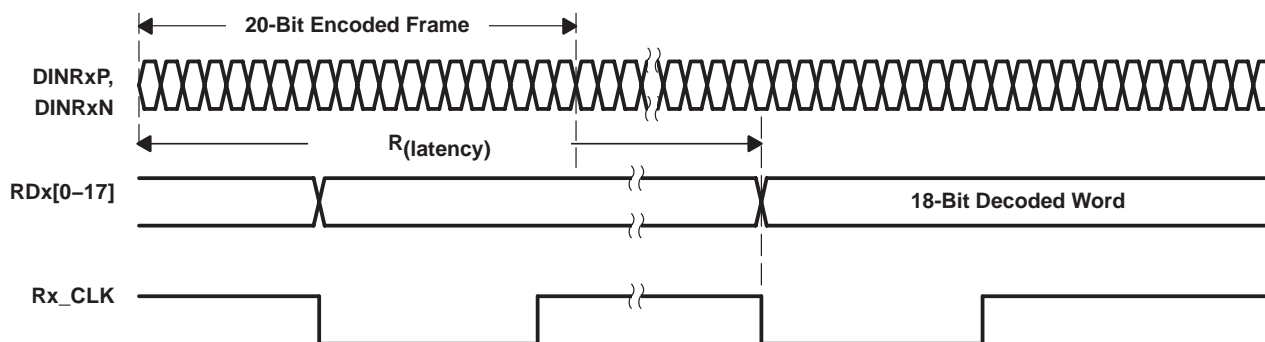 20-Bit Encoded Frame
DINRxP,
DINRxN
R(latency)
RDx[0–17]
18-Bit Decoded Word
Rx_CLK